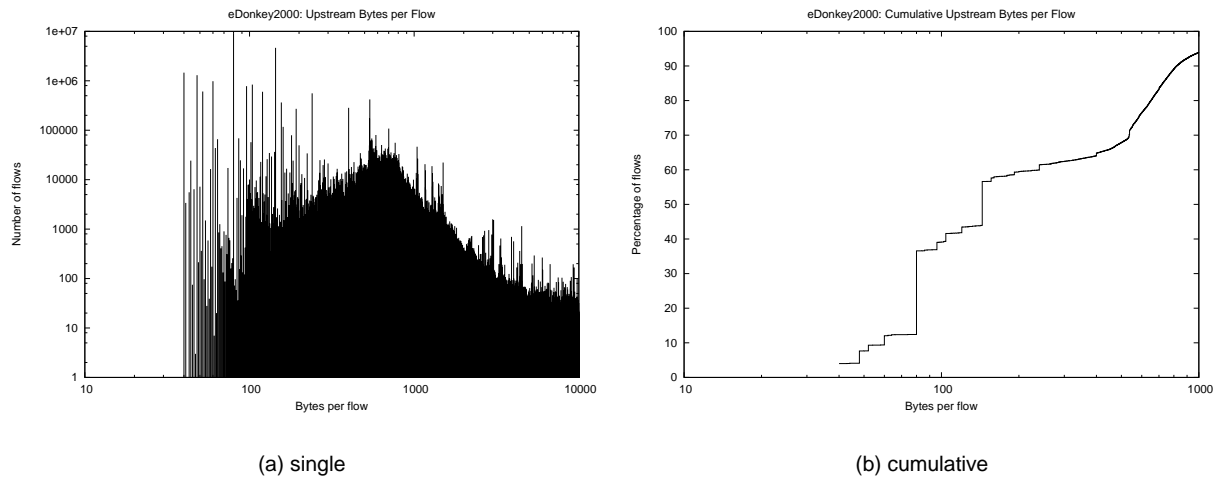 eDonkey2000: Upstream Bytes per Flow
1e+07
1e+06
100000
10000
1000
100
10
1
10
100
1000
10000
Number of flows
Bytes per flow
(a) single
eDonkey2000: Cumulative Upstream Bytes per Flow
100
90
80
70
60
50
40
30
20
10
0
10
100
1000
Percentage of flows
Bytes per flow
(b) cumulative